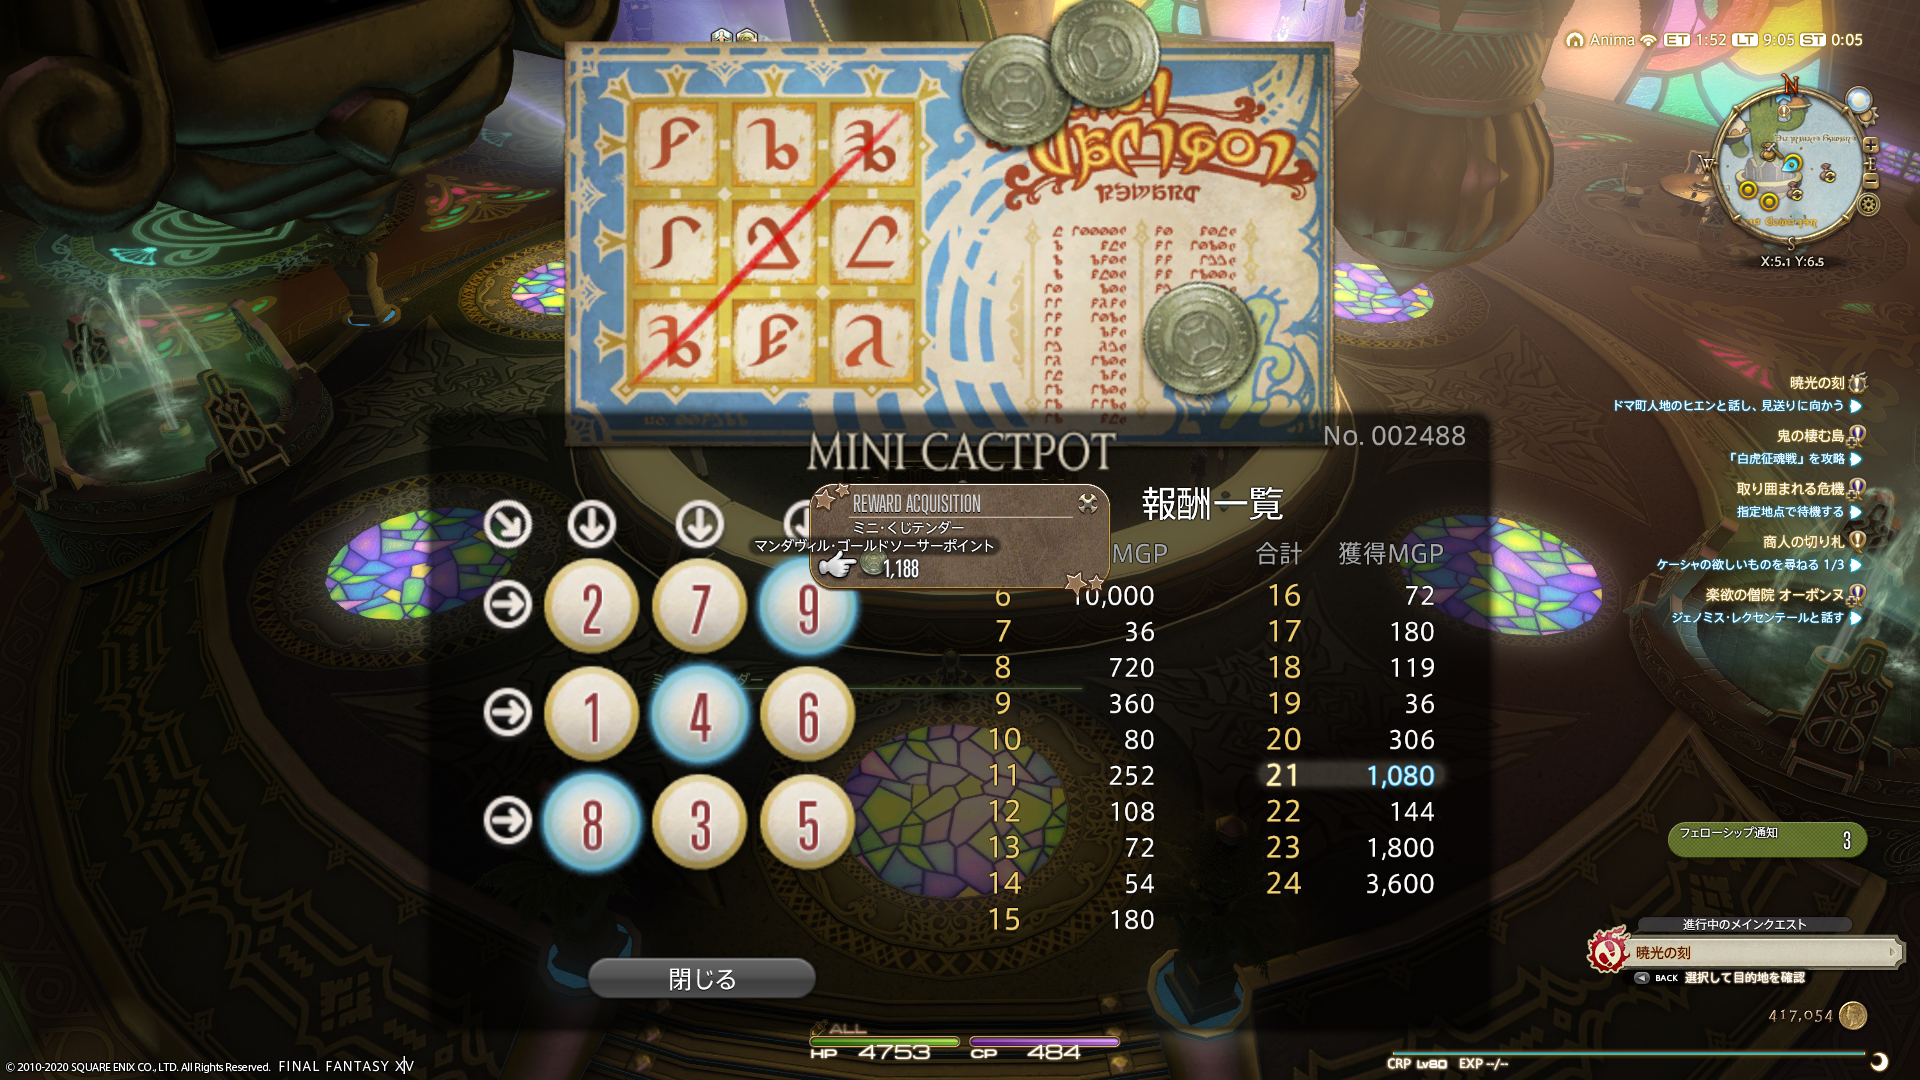 Anima ET 1:52 LT 9:05 ST 0:05
N
X:5.1 Y:6.5
MINI CACTPOT
No. 002488
REWARD ACQUISITION
ミニ・くじテンダー
マンダヴィル・ゴールドソーサーポイント
1,188
報酬一覧
MGP 合計 獲得MGP
6 10,000 16 72
7 36 17 180
8 720 18 119
9 360 19 36
10 80 20 306
11 252 21 1,080
12 108 22 144
13 72 23 1,800
14 54 24 3,600
15 180
2 7 9
1 4 6
8 3 5
閉じる
暁光の刻
ドマ町人地のヒエンと話し、見送りに向かう
鬼の棲む島
「白虎征魂戦」を攻略
取り囲まれる危機
指定地点で待機する
商人の切り札
ケーシャの欲しいものを尋ねる 1/3
楽欲の僧院 オーボンヌ
ジェノミス・レクセンテールと話す
フェローシップ通知 3
進行中のメインクエスト
暁光の刻
BACK 選択して目的地を確認
417,054
ALL
HP 4753 CP 484
CRP Lv80 EXP --/--
© 2010-2020 SQUARE ENIX CO., LTD. All Rights Reserved. FINAL FANTASY XIV